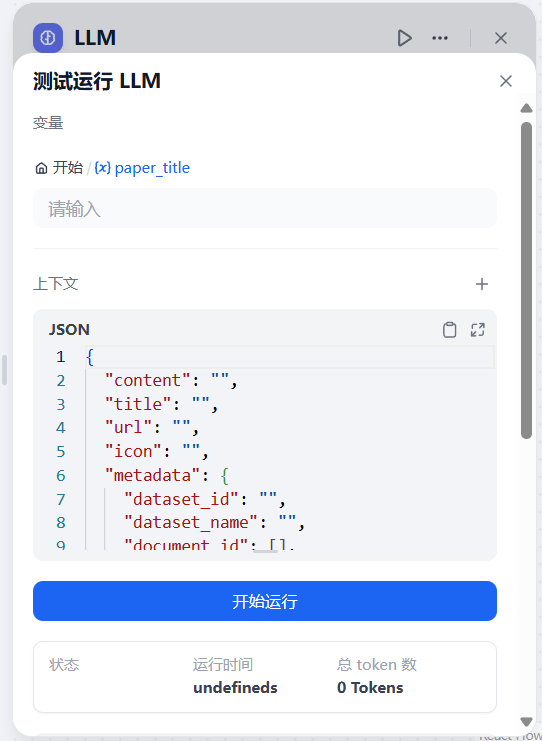 LLM
测试运行 LLM
变量
开始 / {x} paper_title
请输入
上下文
JSON
1 {
2 "content": "",
3 "title": "",
4 "url": "",
5 "icon": "",
6 "metadata": {
7 "dataset_id": "",
8 "dataset_name": "",
9 "document_id": [],
开始运行
状态 运行时间 总 token 数
undefineds 0 Tokens
React Flow